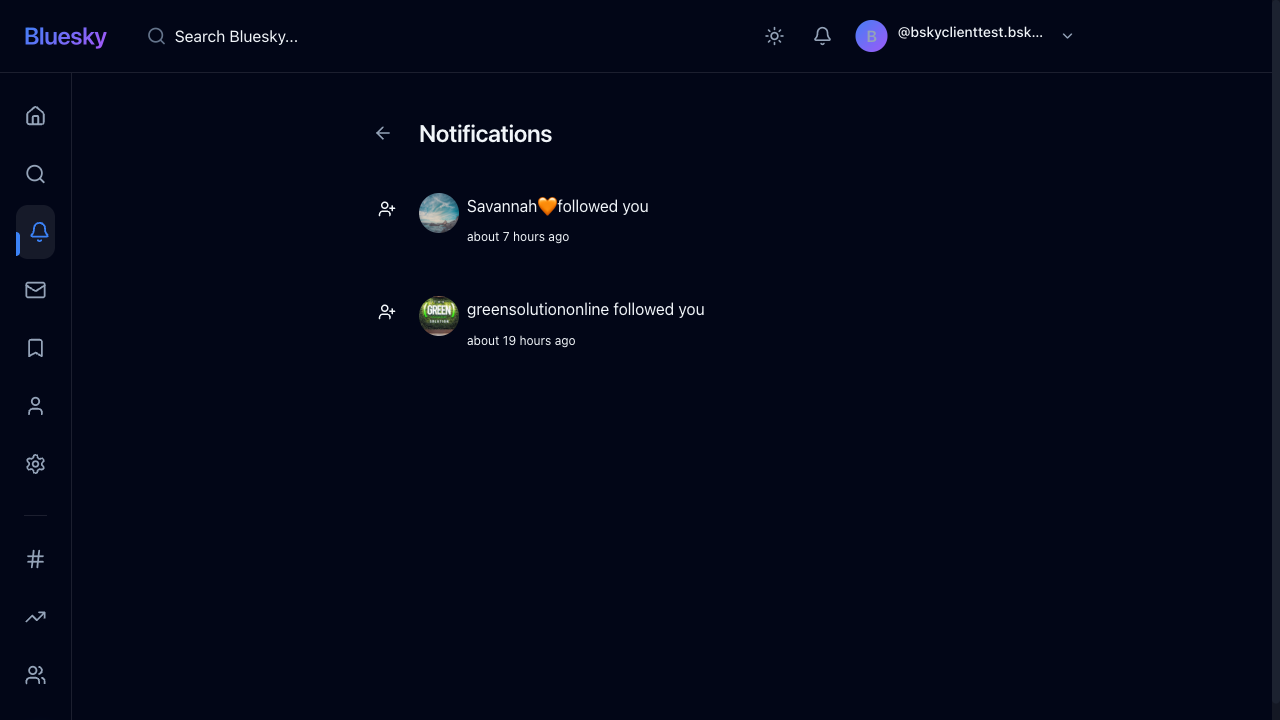 Bluesky
Search Bluesky...
B
@bskyclienttest.bsk...
Notifications
Savannah🧡followed you
about 7 hours ago
GREEN
greensolutiononline followed you
about 19 hours ago